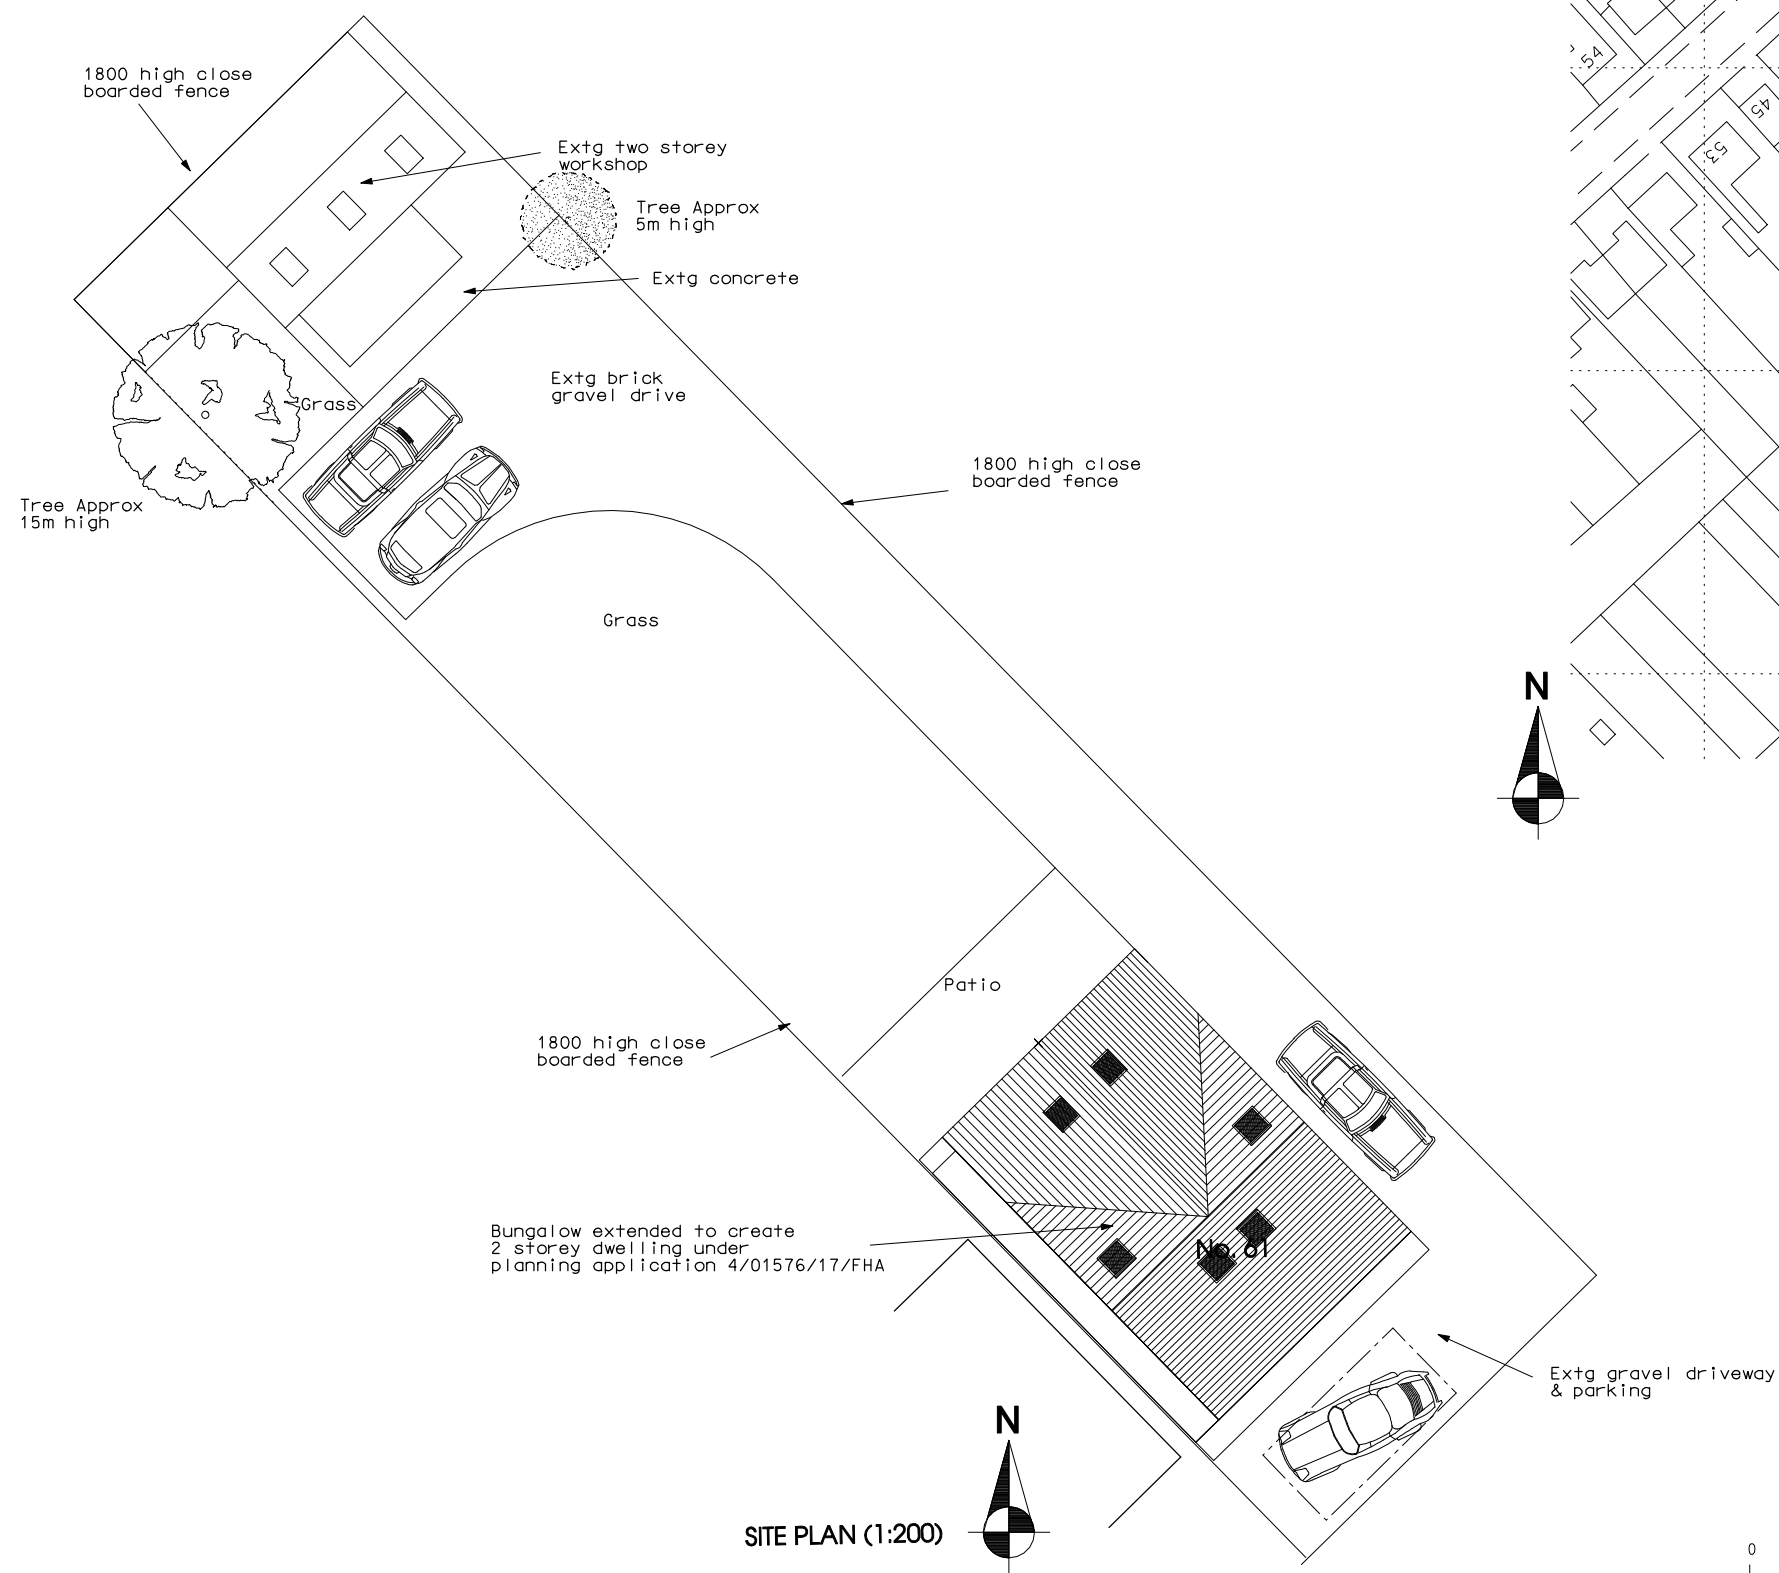 1800 high close
boarded fence
54
45
53
Extg two storey
workshop
Tree Approx
5m high
Extg concrete
Extg brick
gravel drive
Grass
1800 high close
boarded fence
Tree Approx
15m high
Grass
N
Patio
1800 high close
boarded fence
Bungalow extended to create
2 storey dwelling under
planning application 4/01576/17/FHA
No. 61
Extg gravel driveway
& parking
N
SITE PLAN (1:200)
0